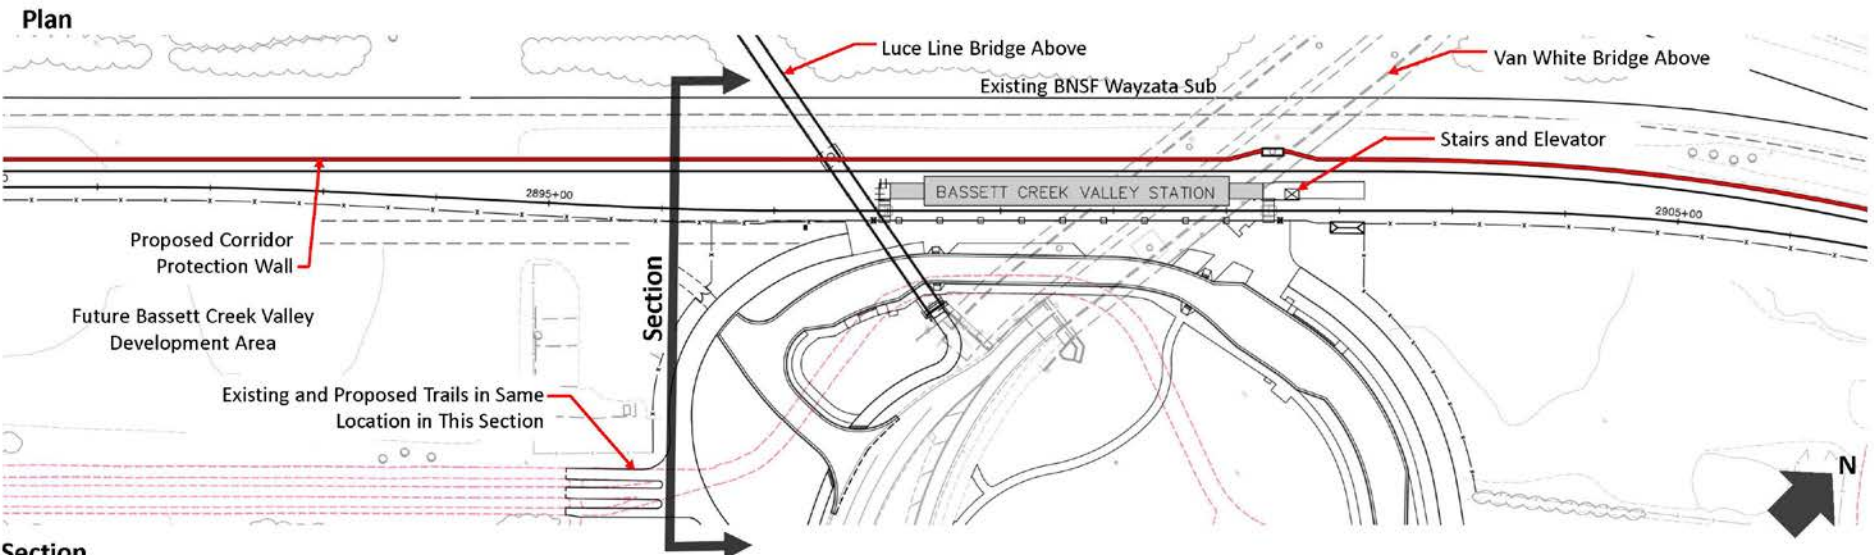 Plan
Luce Line Bridge Above
Van White Bridge Above
Existing BNSF Wayzata Sub
Stairs and Elevator
BASSETT CREEK VALLEY STATION
2895+00
2905+00
Proposed Corridor
Protection Wall
Section
Future Bassett Creek Valley
Development Area
Existing and Proposed Trails in Same
Location in This Section
N
Section